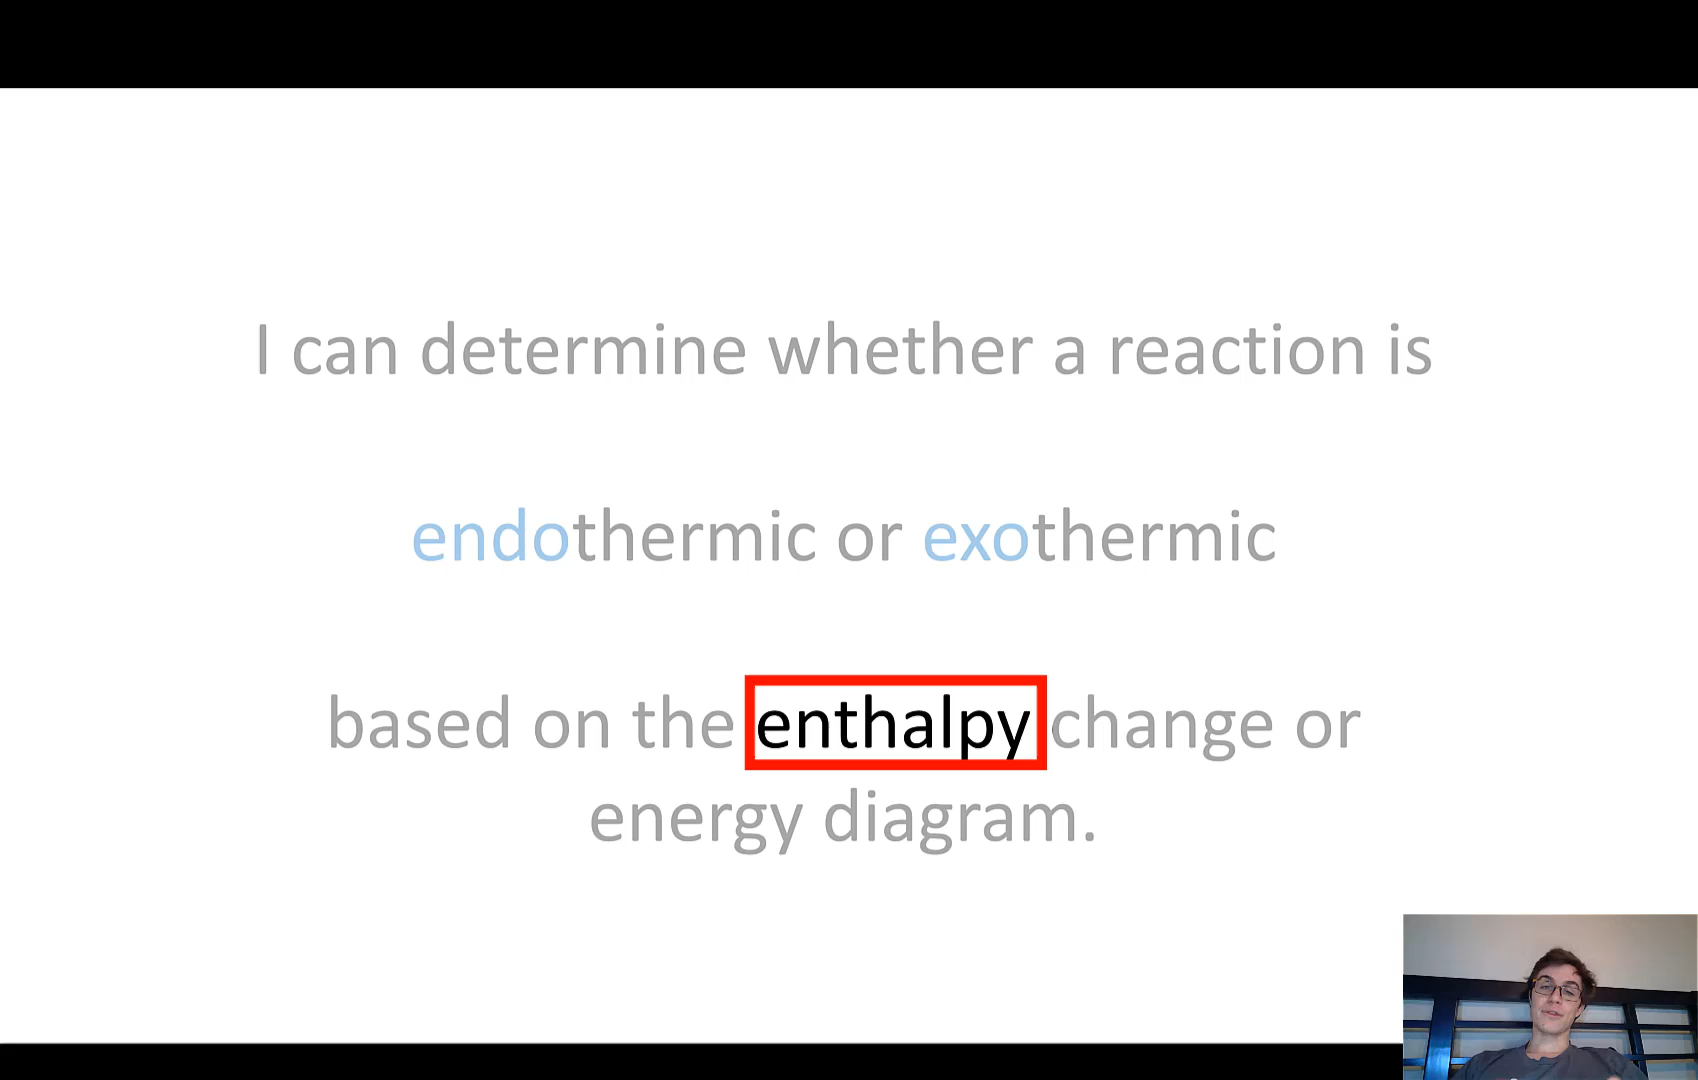 I can determine whether a reaction is
endothermic or exothermic
based on the enthalpy change or
energy diagram.